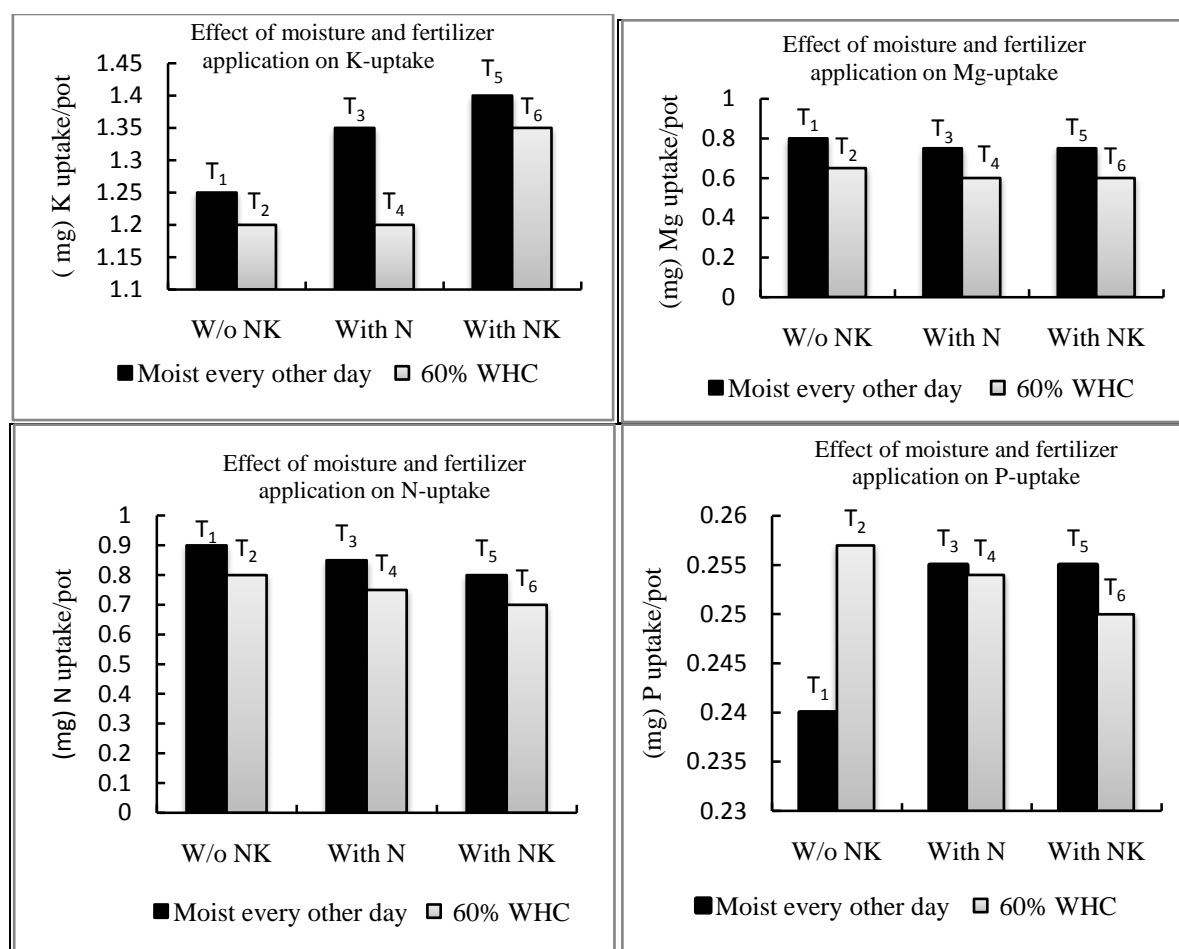 Effect of moisture and fertilizer
application on K-uptake
( mg) K uptake/pot
1.45
1.4
1.35
1.3
1.25
1.2
1.15
1.1
T1
T2
T3
T4
T5
T6
W/o NK With N With NK
Moist every other day 60% WHC
Effect of moisture and fertilizer
application on Mg-uptake
(mg) Mg uptake/pot
1
0.8
0.6
0.4
0.2
0
T1
T2
T3
T4
T5
T6
W/o NK With N With NK
Moist every other day 60% WHC
Effect of moisture and fertilizer
application on N-uptake
(mg) N uptake/pot
1
0.9
0.8
0.7
0.6
0.5
0.4
0.3
0.2
0.1
0
T1
T2
T3
T4
T5
T6
W/o NK With N With NK
Moist every other day 60% WHC
Effect of moisture and fertilizer
application on P-uptake
(mg) P uptake/pot
0.26
0.255
0.25
0.245
0.24
0.235
0.23
T1
T2
T3
T4
T5
T6
W/o NK With N With NK
Moist every other day 60% WHC